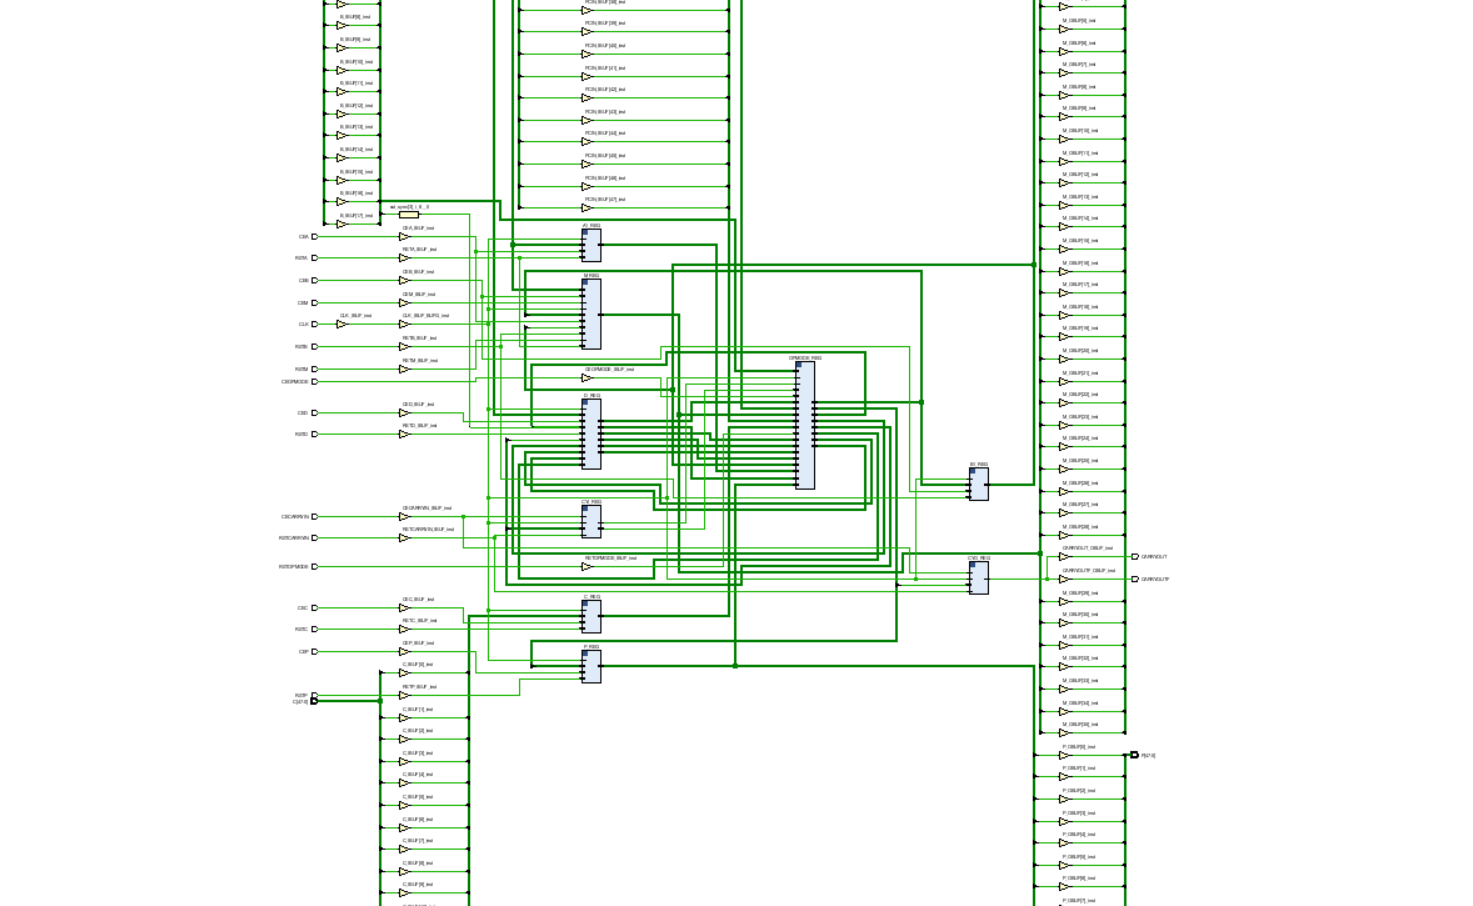 B_IBUF[8]_inst
B_IBUF[9]_inst
B_IBUF[10]_inst
B_IBUF[11]_inst
B_IBUF[12]_inst
B_IBUF[13]_inst
B_IBUF[14]_inst
B_IBUF[15]_inst
B_IBUF[16]_inst
B_IBUF[17]_inst
PCIN_IBUF[38]_inst
PCIN_IBUF[39]_inst
PCIN_IBUF[40]_inst
PCIN_IBUF[41]_inst
PCIN_IBUF[42]_inst
PCIN_IBUF[43]_inst
PCIN_IBUF[44]_inst
PCIN_IBUF[45]_inst
PCIN_IBUF[46]_inst
PCIN_IBUF[47]_inst
CEA
CEA_IBUF_inst
RSTA
RSTA_IBUF_inst
CEB
CEB_IBUF_inst
CEM
CEM_IBUF_inst
CLK
CLK_IBUF_inst
CLK_IBUF_BUFG_inst
RSTB
RSTB_IBUF_inst
RSTM
RSTM_IBUF_inst
CEOPMODE
CEOPMODE_IBUF_inst
CED
CED_IBUF_inst
RSTD
RSTD_IBUF_inst
CECARRYIN
CECARRYIN_IBUF_inst
RSTCARRYIN
RSTCARRYIN_IBUF_inst
RSTOPMODE
RSTOPMODE_IBUF_inst
CEC
CEC_IBUF_inst
RSTC
RSTC_IBUF_inst
CEP
CEP_IBUF_inst
C_IBUF[0]_inst
RSTP
RSTP_IBUF_inst
C[47:0]
C_IBUF[1]_inst
C_IBUF[2]_inst
C_IBUF[3]_inst
C_IBUF[4]_inst
C_IBUF[5]_inst
C_IBUF[6]_inst
C_IBUF[7]_inst
C_IBUF[8]_inst
C_IBUF[9]_inst
M_REG
OPMODE_REG
D_REG
C_REG
P_REG
M_OBUF[5]_inst
M_OBUF[6]_inst
M_OBUF[7]_inst
M_OBUF[8]_inst
M_OBUF[9]_inst
M_OBUF[10]_inst
M_OBUF[11]_inst
M_OBUF[12]_inst
M_OBUF[13]_inst
M_OBUF[14]_inst
M_OBUF[15]_inst
M_OBUF[16]_inst
M_OBUF[17]_inst
M_OBUF[18]_inst
M_OBUF[19]_inst
M_OBUF[20]_inst
M_OBUF[21]_inst
M_OBUF[22]_inst
M_OBUF[23]_inst
M_OBUF[24]_inst
M_OBUF[25]_inst
M_OBUF[26]_inst
M_OBUF[27]_inst
M_OBUF[28]_inst
CARRYOUT_OBUF_inst
CARRYOUT
CARRYOUTF_OBUF_inst
CARRYOUTF
M_OBUF[29]_inst
M_OBUF[30]_inst
M_OBUF[31]_inst
M_OBUF[32]_inst
M_OBUF[33]_inst
M_OBUF[34]_inst
M_OBUF[35]_inst
P_OBUF[0]_inst
P[47:0]
P_OBUF[1]_inst
P_OBUF[2]_inst
P_OBUF[3]_inst
P_OBUF[4]_inst
P_OBUF[5]_inst
P_OBUF[6]_inst
P_OBUF[7]_inst